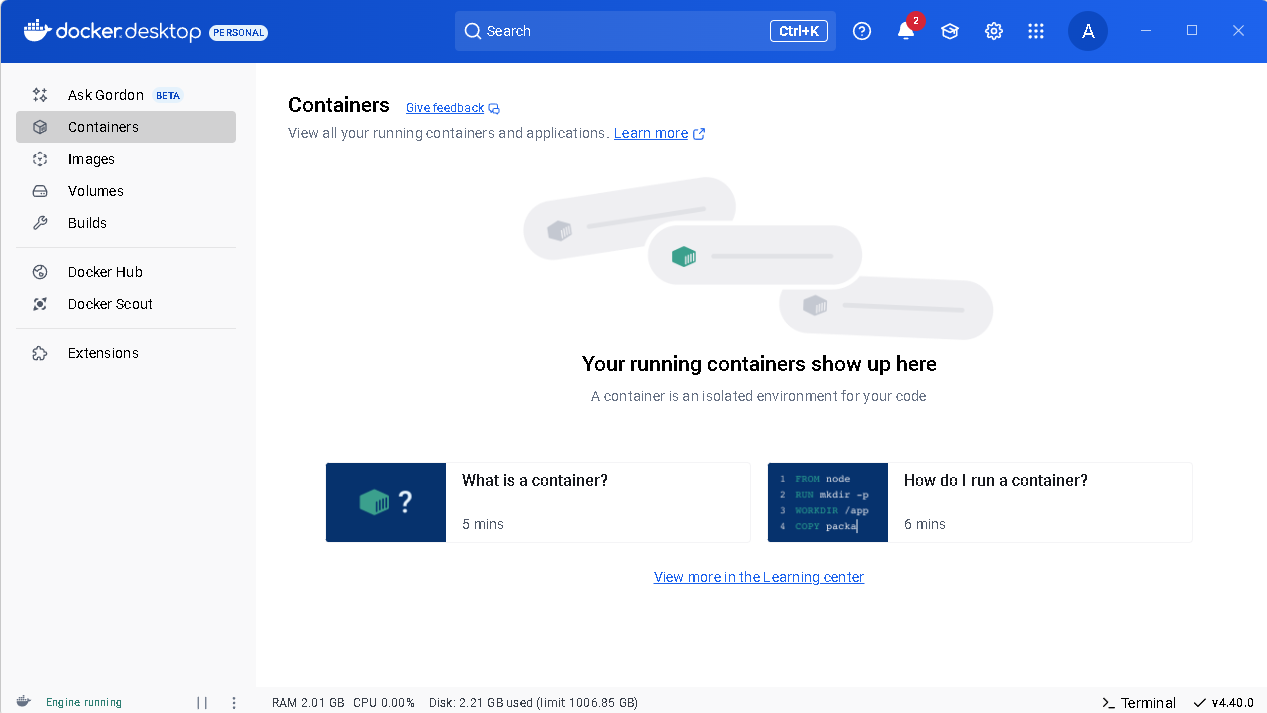 docker.desktop PERSONAL
Search Ctrl+K
2
A
Ask Gordon BETA
Containers
Images
Volumes
Builds
Docker Hub
Docker Scout
Extensions
Containers Give feedback
View all your running containers and applications. Learn more
Your running containers show up here
A container is an isolated environment for your code
?
What is a container?
5 mins
1 FROM node
2 RUN mkdir -p
3 WORKDIR /app
4 COPY packa
How do I run a container?
6 mins
View more in the Learning center
Engine running
RAM 2.01 GB CPU 0.00% Disk: 2.21 GB used (limit 1006.85 GB)
Terminal
v4.40.0